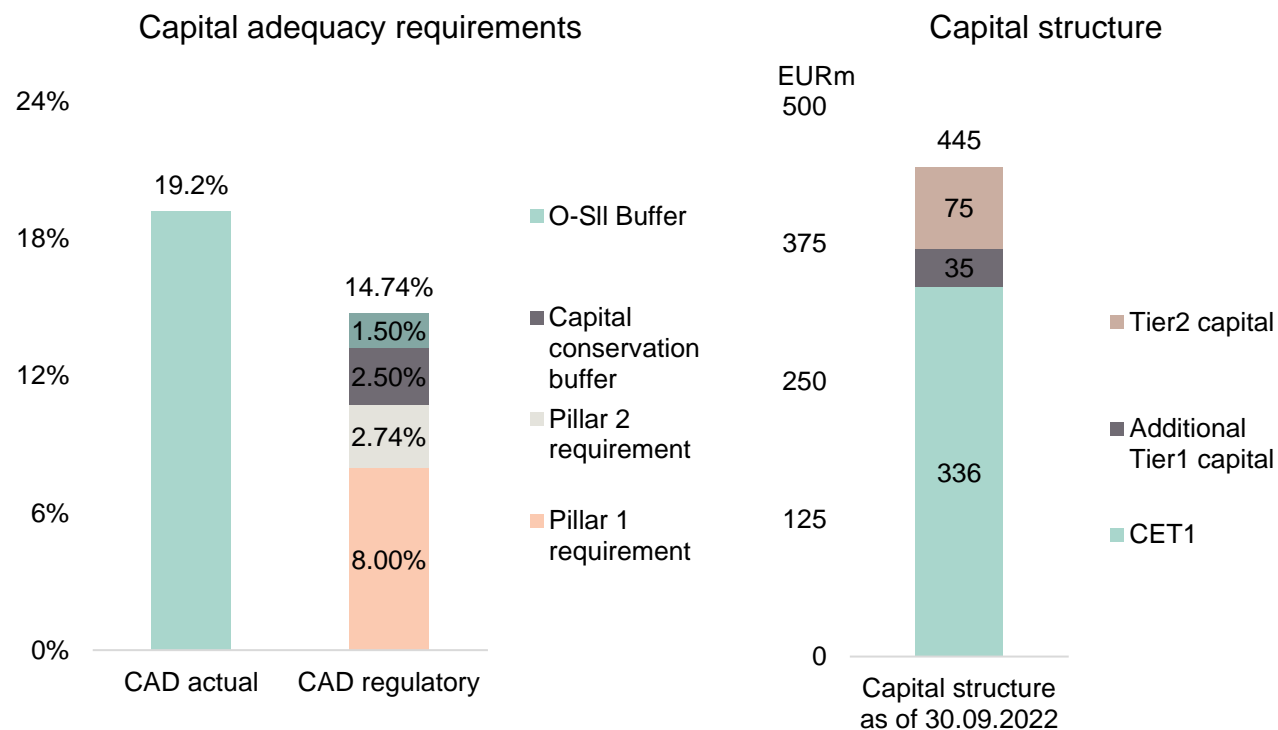 Capital adequacy requirements
24%
18%
12%
6%
0%
19.2%
14.74%
1.50%
2.50%
2.74%
8.00%
CAD actual
CAD regulatory
O-SII Buffer
Capital
conservation
buffer
Pillar 2
requirement
Pillar 1
requirement
Capital structure
EURm
500
375
250
125
0
445
75
35
336
Capital structure
as of 30.09.2022
Tier2 capital
Additional
Tier1 capital
CET1